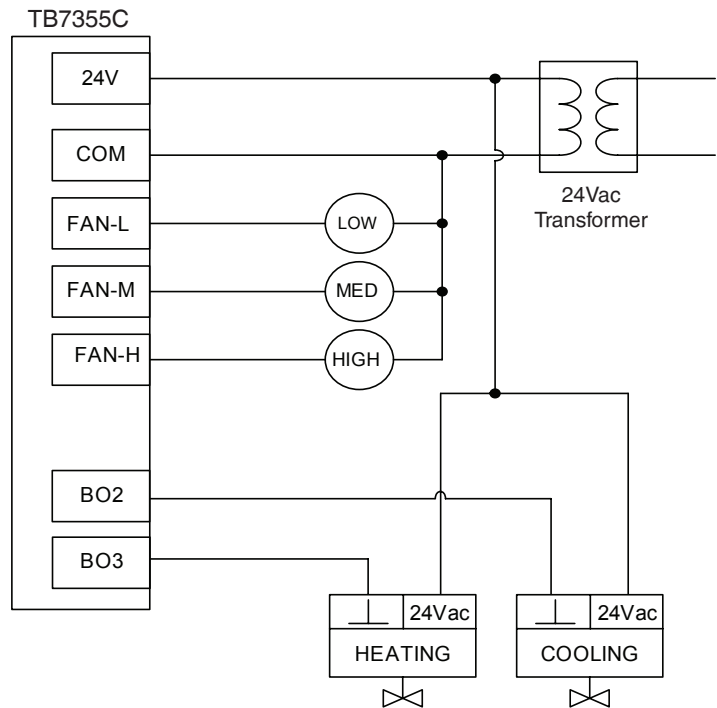 TB7355C
24V
COM
FAN-L
FAN-M
FAN-H
BO2
BO3
LOW
MED
HIGH
24Vac
Transformer
24Vac
HEATING
24Vac
COOLING